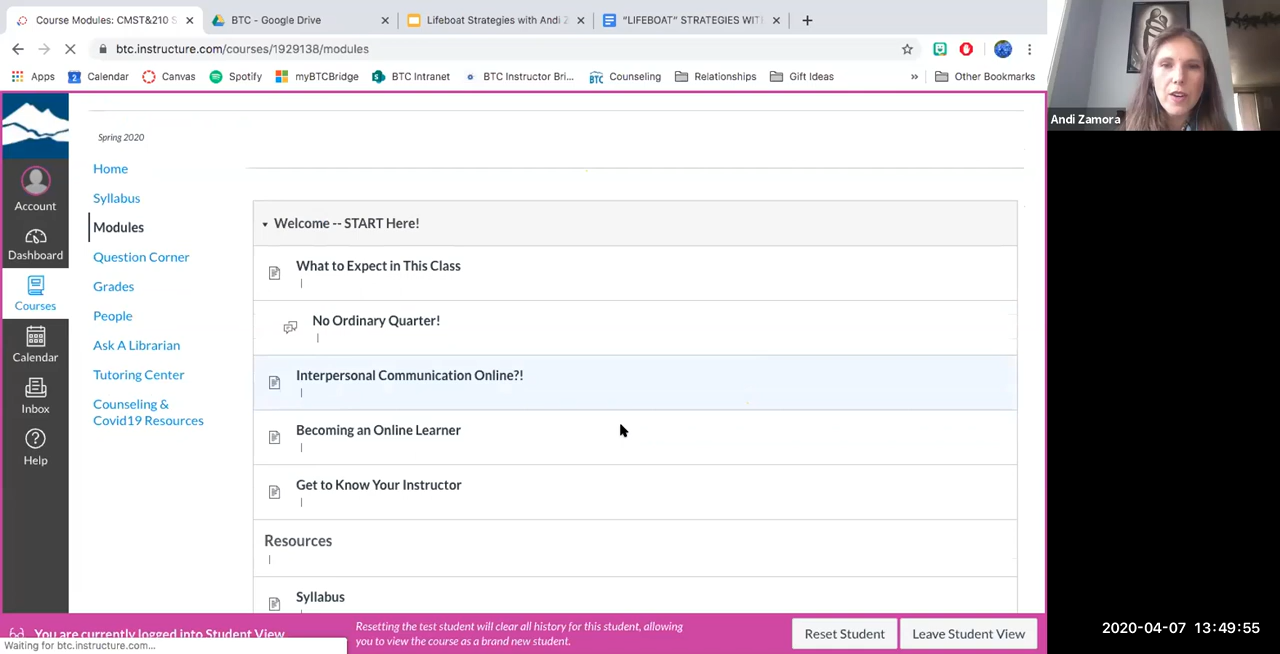 Course Modules: CMST&210 S
BTC - Google Drive
Lifeboat Strategies with Andi Z
"LIFEBOAT" STRATEGIES WIT
btc.instructure.com/courses/1929138/modules
Apps
Calendar
Canvas
Spotify
myBTCBridge
BTC Intranet
BTC Instructor Bri...
BTC Counseling
Relationships
Gift Ideas
»
Other Bookmarks
Andi Zamora
Spring 2020
Account
Dashboard
Courses
Calendar
Inbox
Help
Home
Syllabus
Modules
Question Corner
Grades
People
Ask A Librarian
Tutoring Center
Counseling &
Covid19 Resources
Welcome -- START Here!
What to Expect in This Class
No Ordinary Quarter!
Interpersonal Communication Online?!
Becoming an Online Learner
Get to Know Your Instructor
Resources
Syllabus
You are currently logged into Student View
Resetting the test student will clear all history for this student, allowing
you to view the course as a brand new student.
Reset Student
Leave Student View
Waiting for btc.instructure.com...
2020-04-07 13:49:55